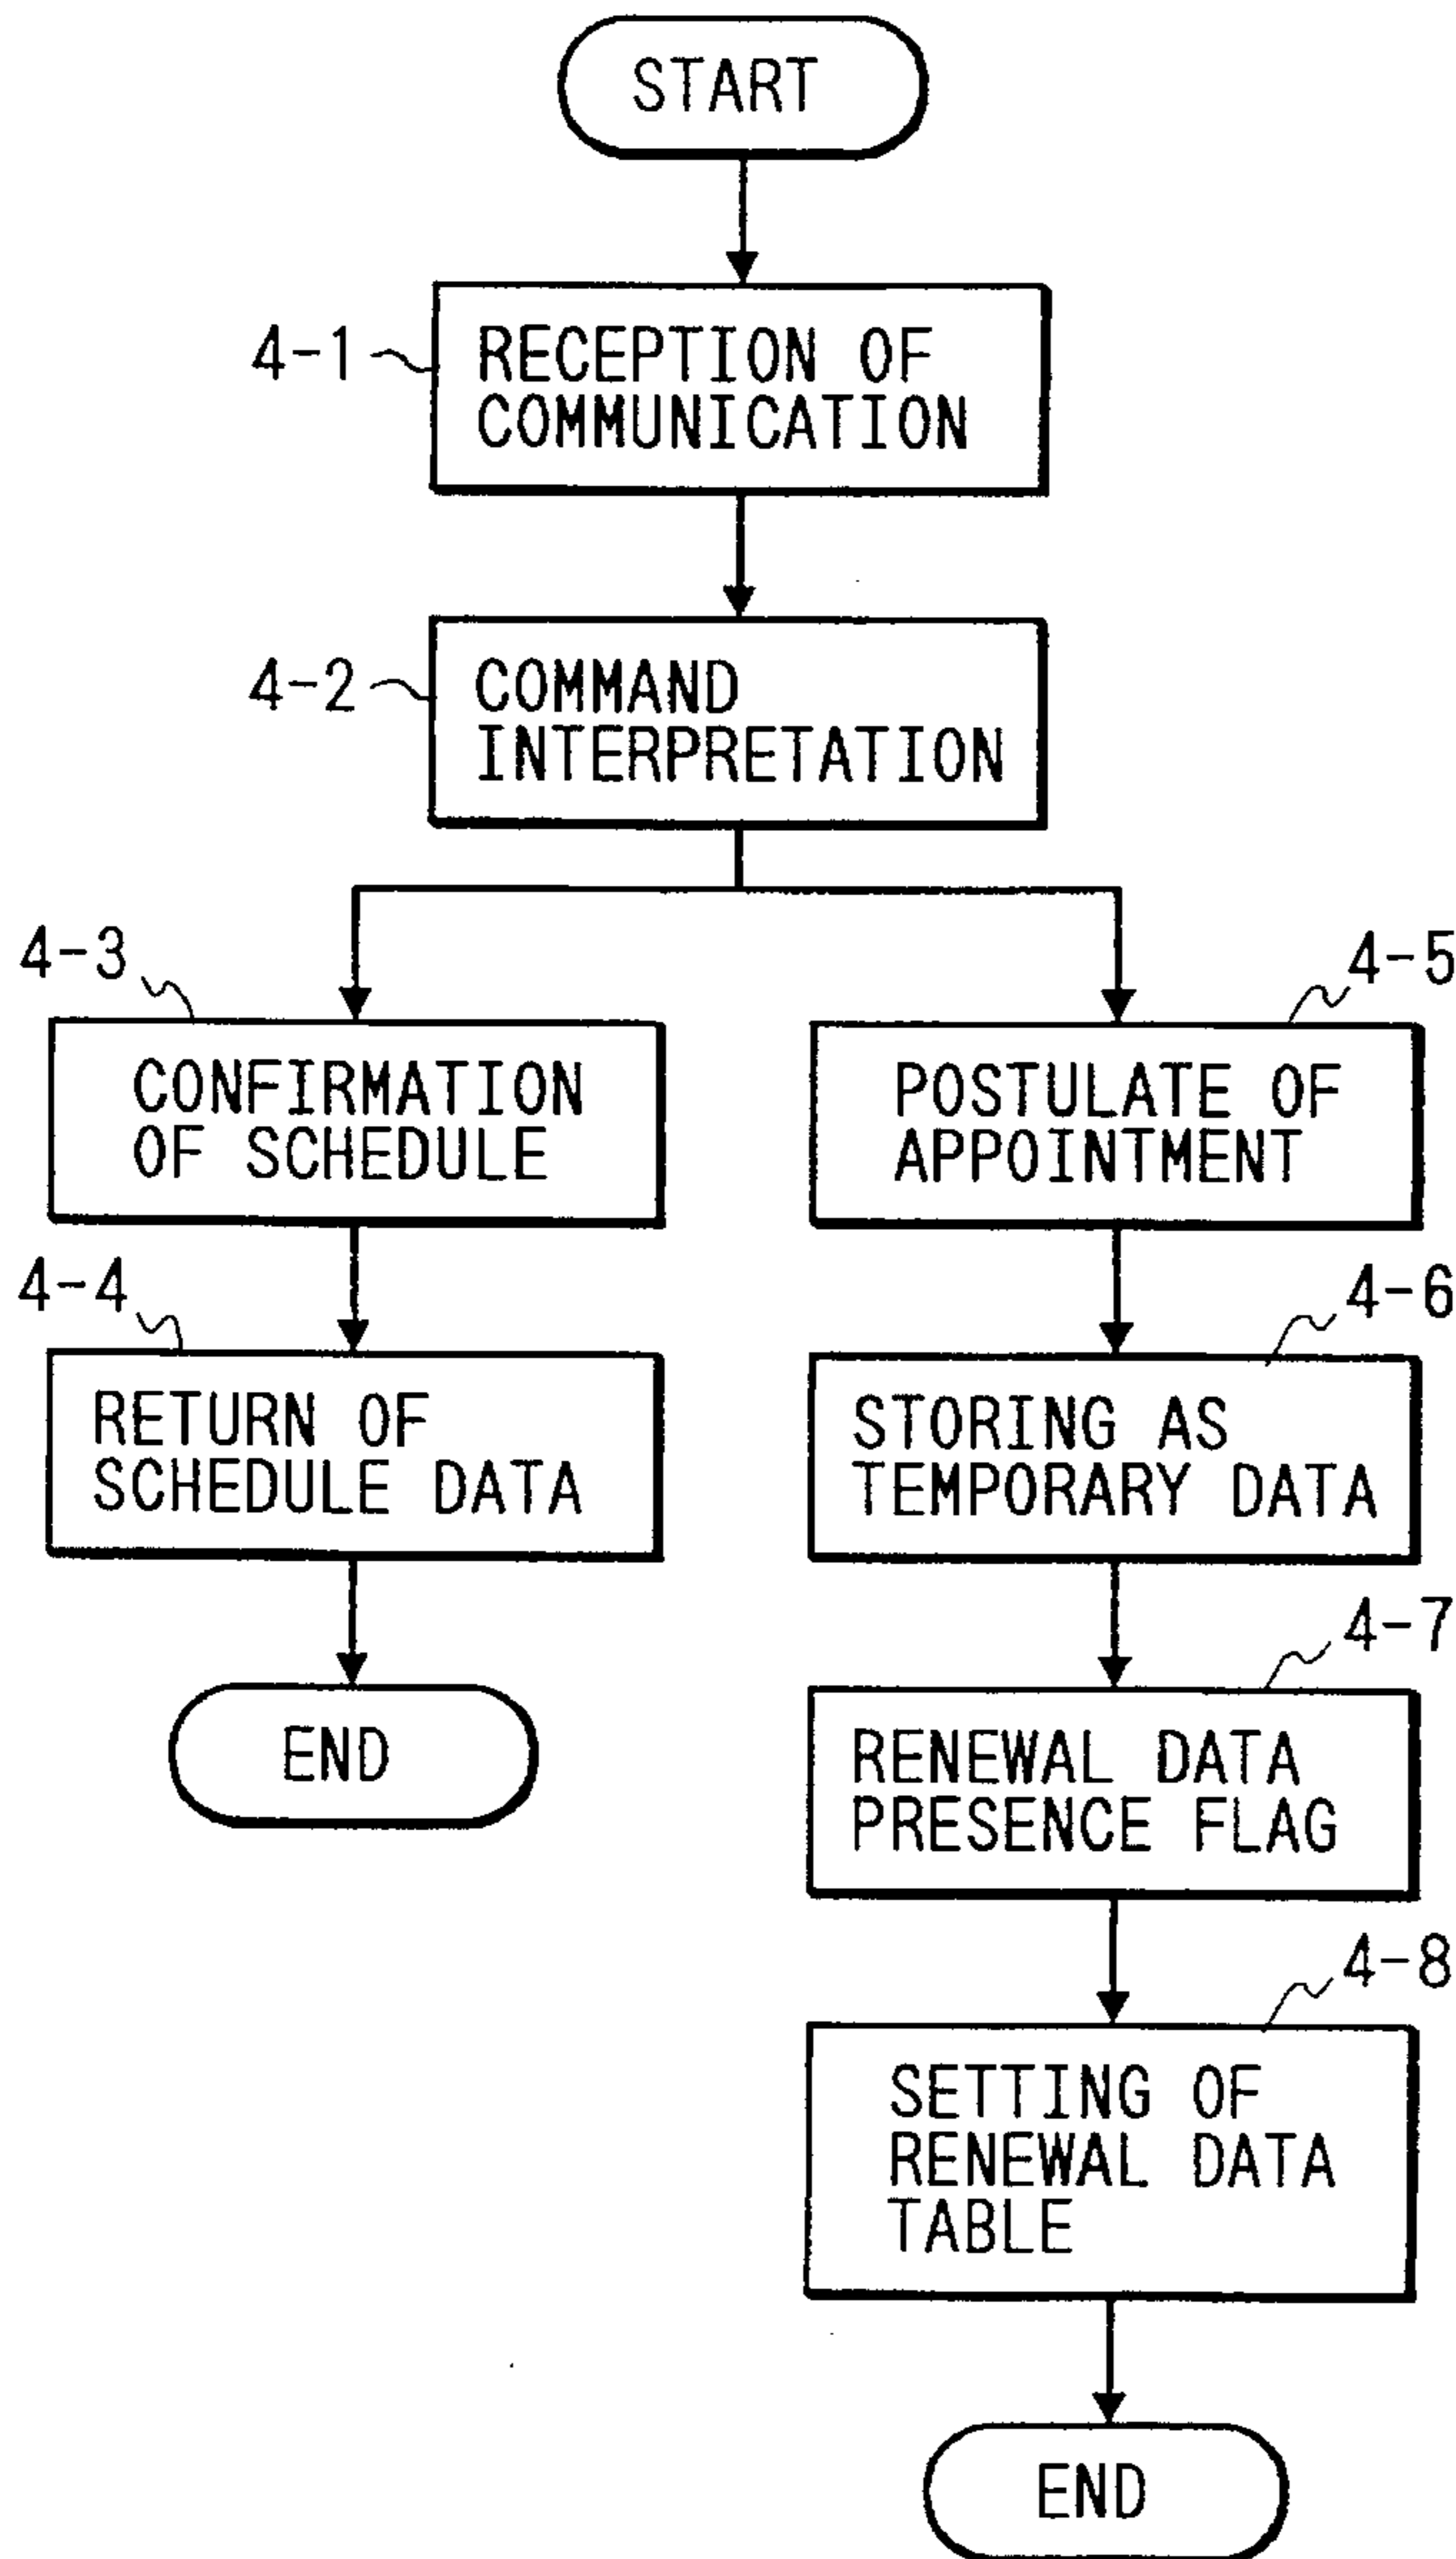 START
4-1
RECEPTION OF
COMMUNICATION
4-2
COMMAND
INTERPRETATION
4-3
CONFIRMATION
OF SCHEDULE
4-4
RETURN OF
SCHEDULE DATA
END
4-5
POSTULATE OF
APPOINTMENT
4-6
STORING AS
TEMPORARY DATA
4-7
RENEWAL DATA
PRESENCE FLAG
4-8
SETTING OF
RENEWAL DATA
TABLE
END